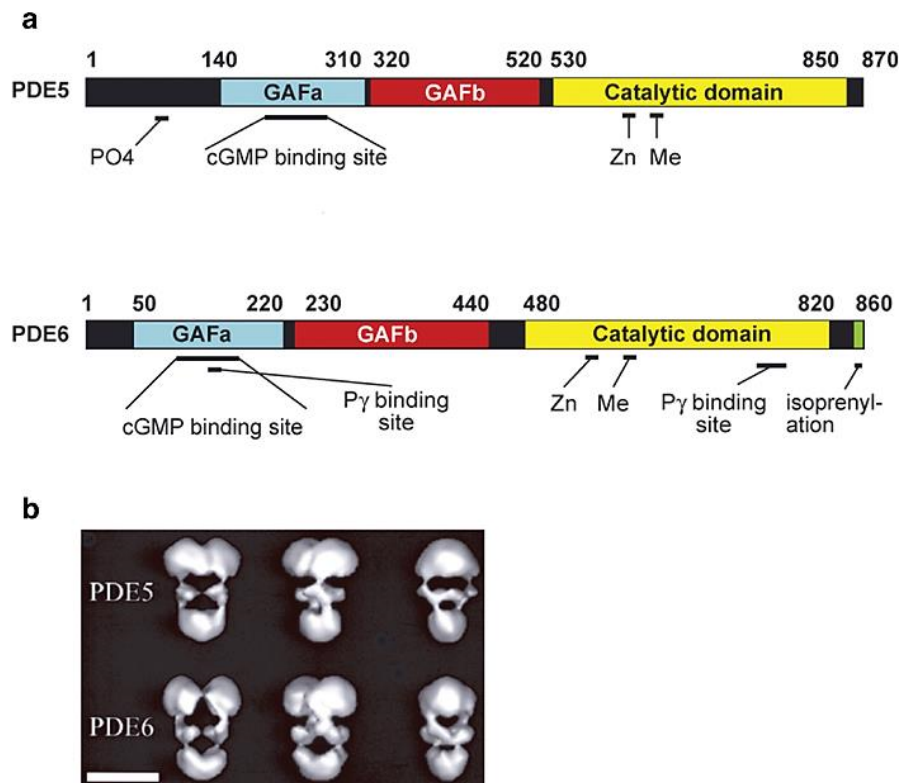 a
1 140 310 320 520 530 850 870
PDE5 GAFa GAFb Catalytic domain
PO4 cGMP binding site Zn Me
1 50 220 230 440 480 820 860
PDE6 GAFa GAFb Catalytic domain
cGMP binding site
Pγ binding
site
Zn Me
Pγ binding
site
isoprenyl-
ation
b
PDE5
PDE6